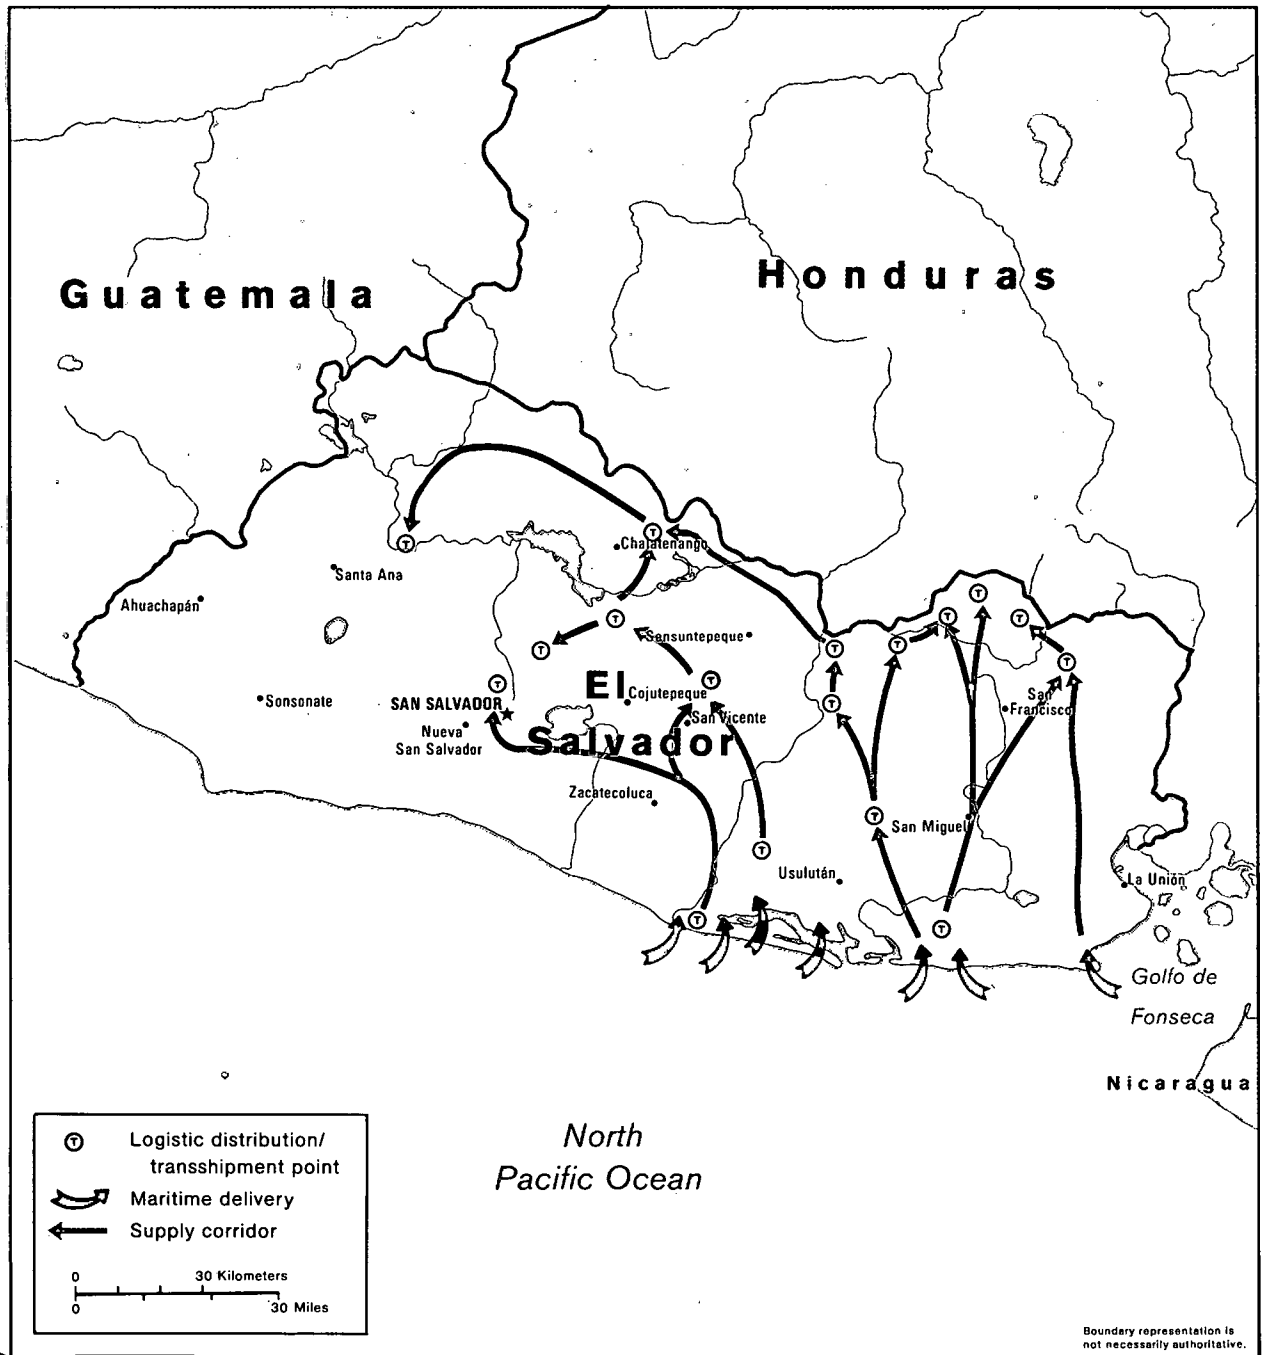 Guatemala
Honduras
Chalatenango
Santa Ana
Ahuachapán
Sensuntepeque
Sonsonate
SAN SALVADOR
El
Cojutepeque
San
Francisco
San Vicente
Nueva
San Salvador
Salvador
Zacatecoluca
San Miguel
Usulután
La Unión
Golfo de
Fonseca
Nicaragua
North
Pacific Ocean
T Logistic distribution/
transshipment point
Maritime delivery
Supply corridor
0 30 Kilometers
0 30 Miles
Boundary representation is
not necessarily authoritative.